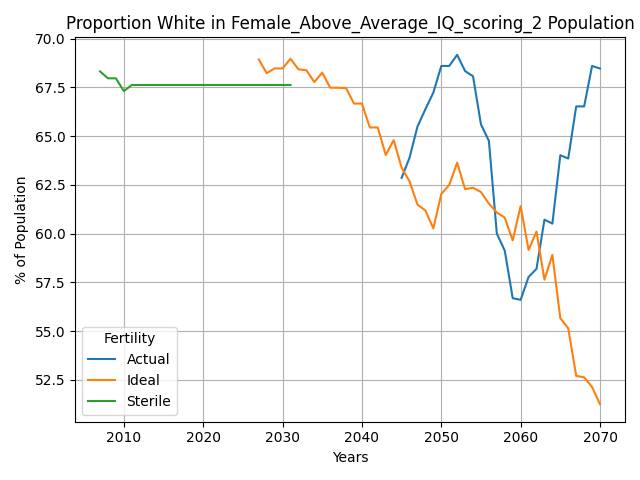 Proportion White in Female_Above_Average_IQ_scoring_2 Population
70.0
67.5
65.0
62.5
60.0
57.5
55.0
52.5
% of Population
Fertility
Actual
Ideal
Sterile
2010 2020 2030 2040 2050 2060 2070
Years